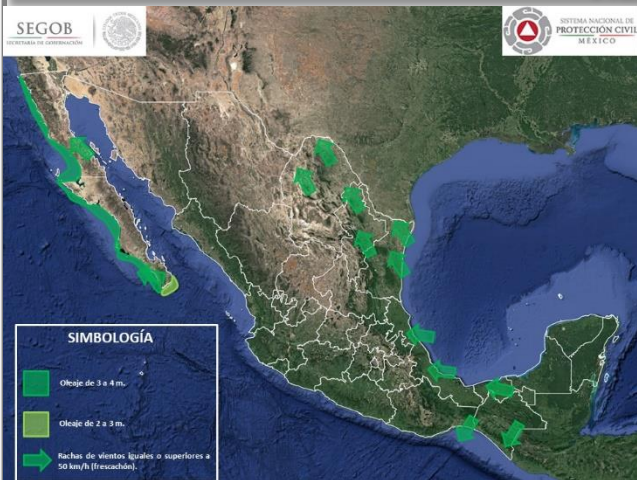 SEGOB
SECRETARÍA DE GOBERNACIÓN
SISTEMA NACIONAL DE
PROTECCIÓN CIVIL
MÉXICO
SIMBOLOGÍA
Oleaje de 3 a 4 m.
Oleaje de 2 a 3 m.
Rachas de vientos iguales o superiores a
50 km/h (frescachón).